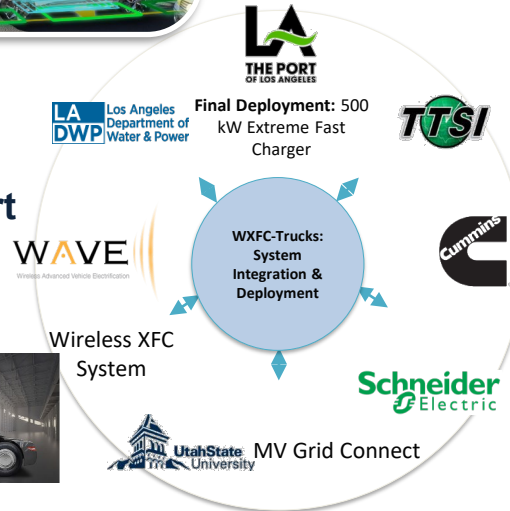 LA
THE PORT
OF LOS ANGELES
LA
DWP
Los Angeles
Department of
Water & Power
Final Deployment: 500
kW Extreme Fast
Charger
TTSI
rt
WAVE
Wireless Advanced Vehicle Electrification
WXFC-Trucks:
System
Integration &
Deployment
Cummins
Wireless XFC
System
Schneider
Electric
UtahState
University
MV Grid Connect